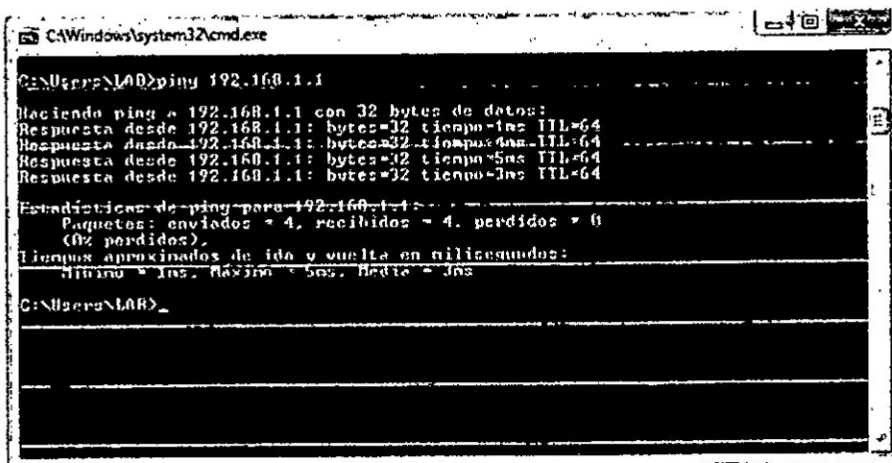 C:\Windows\system32\cmd.exe
C:\Users\LAB>ping 192.168.1.1
Haciendo ping a 192.168.1.1 con 32 bytes de datos:
Respuesta desde 192.168.1.1: bytes=32 tiempo=1ms TTL=64
Respuesta desde 192.168.1.1: bytes=32 tiempo=4ms TTL=64
Respuesta desde 192.168.1.1: bytes=32 tiempo=5ms TTL=64
Respuesta desde 192.168.1.1: bytes=32 tiempo=3ms TTL=64
Estadísticas de ping para 192.168.1.1:
Paquetes: enviados = 4, recibidos = 4, perdidos = 0
(0% perdidos),
Tiempos aproximados de ida y vuelta en milisegundos:
Mínimo = 1ms, Máximo = 5ms, Media = 3ms
C:\Users\LAB>_